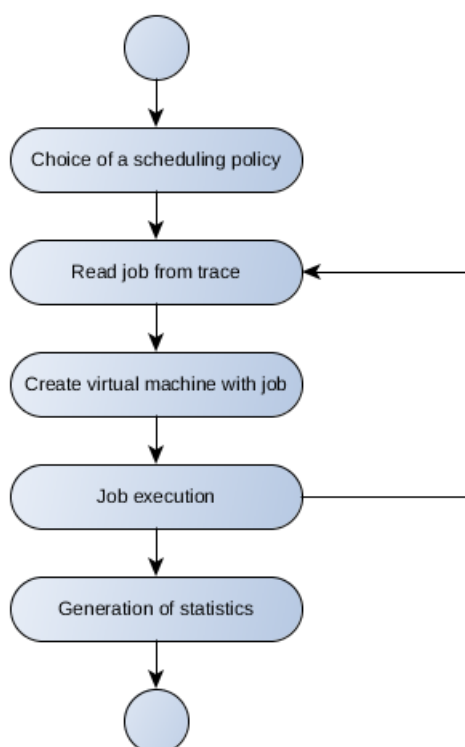 Choice of a scheduling policy
Read job from trace
Create virtual machine with job
Job execution
Generation of statistics